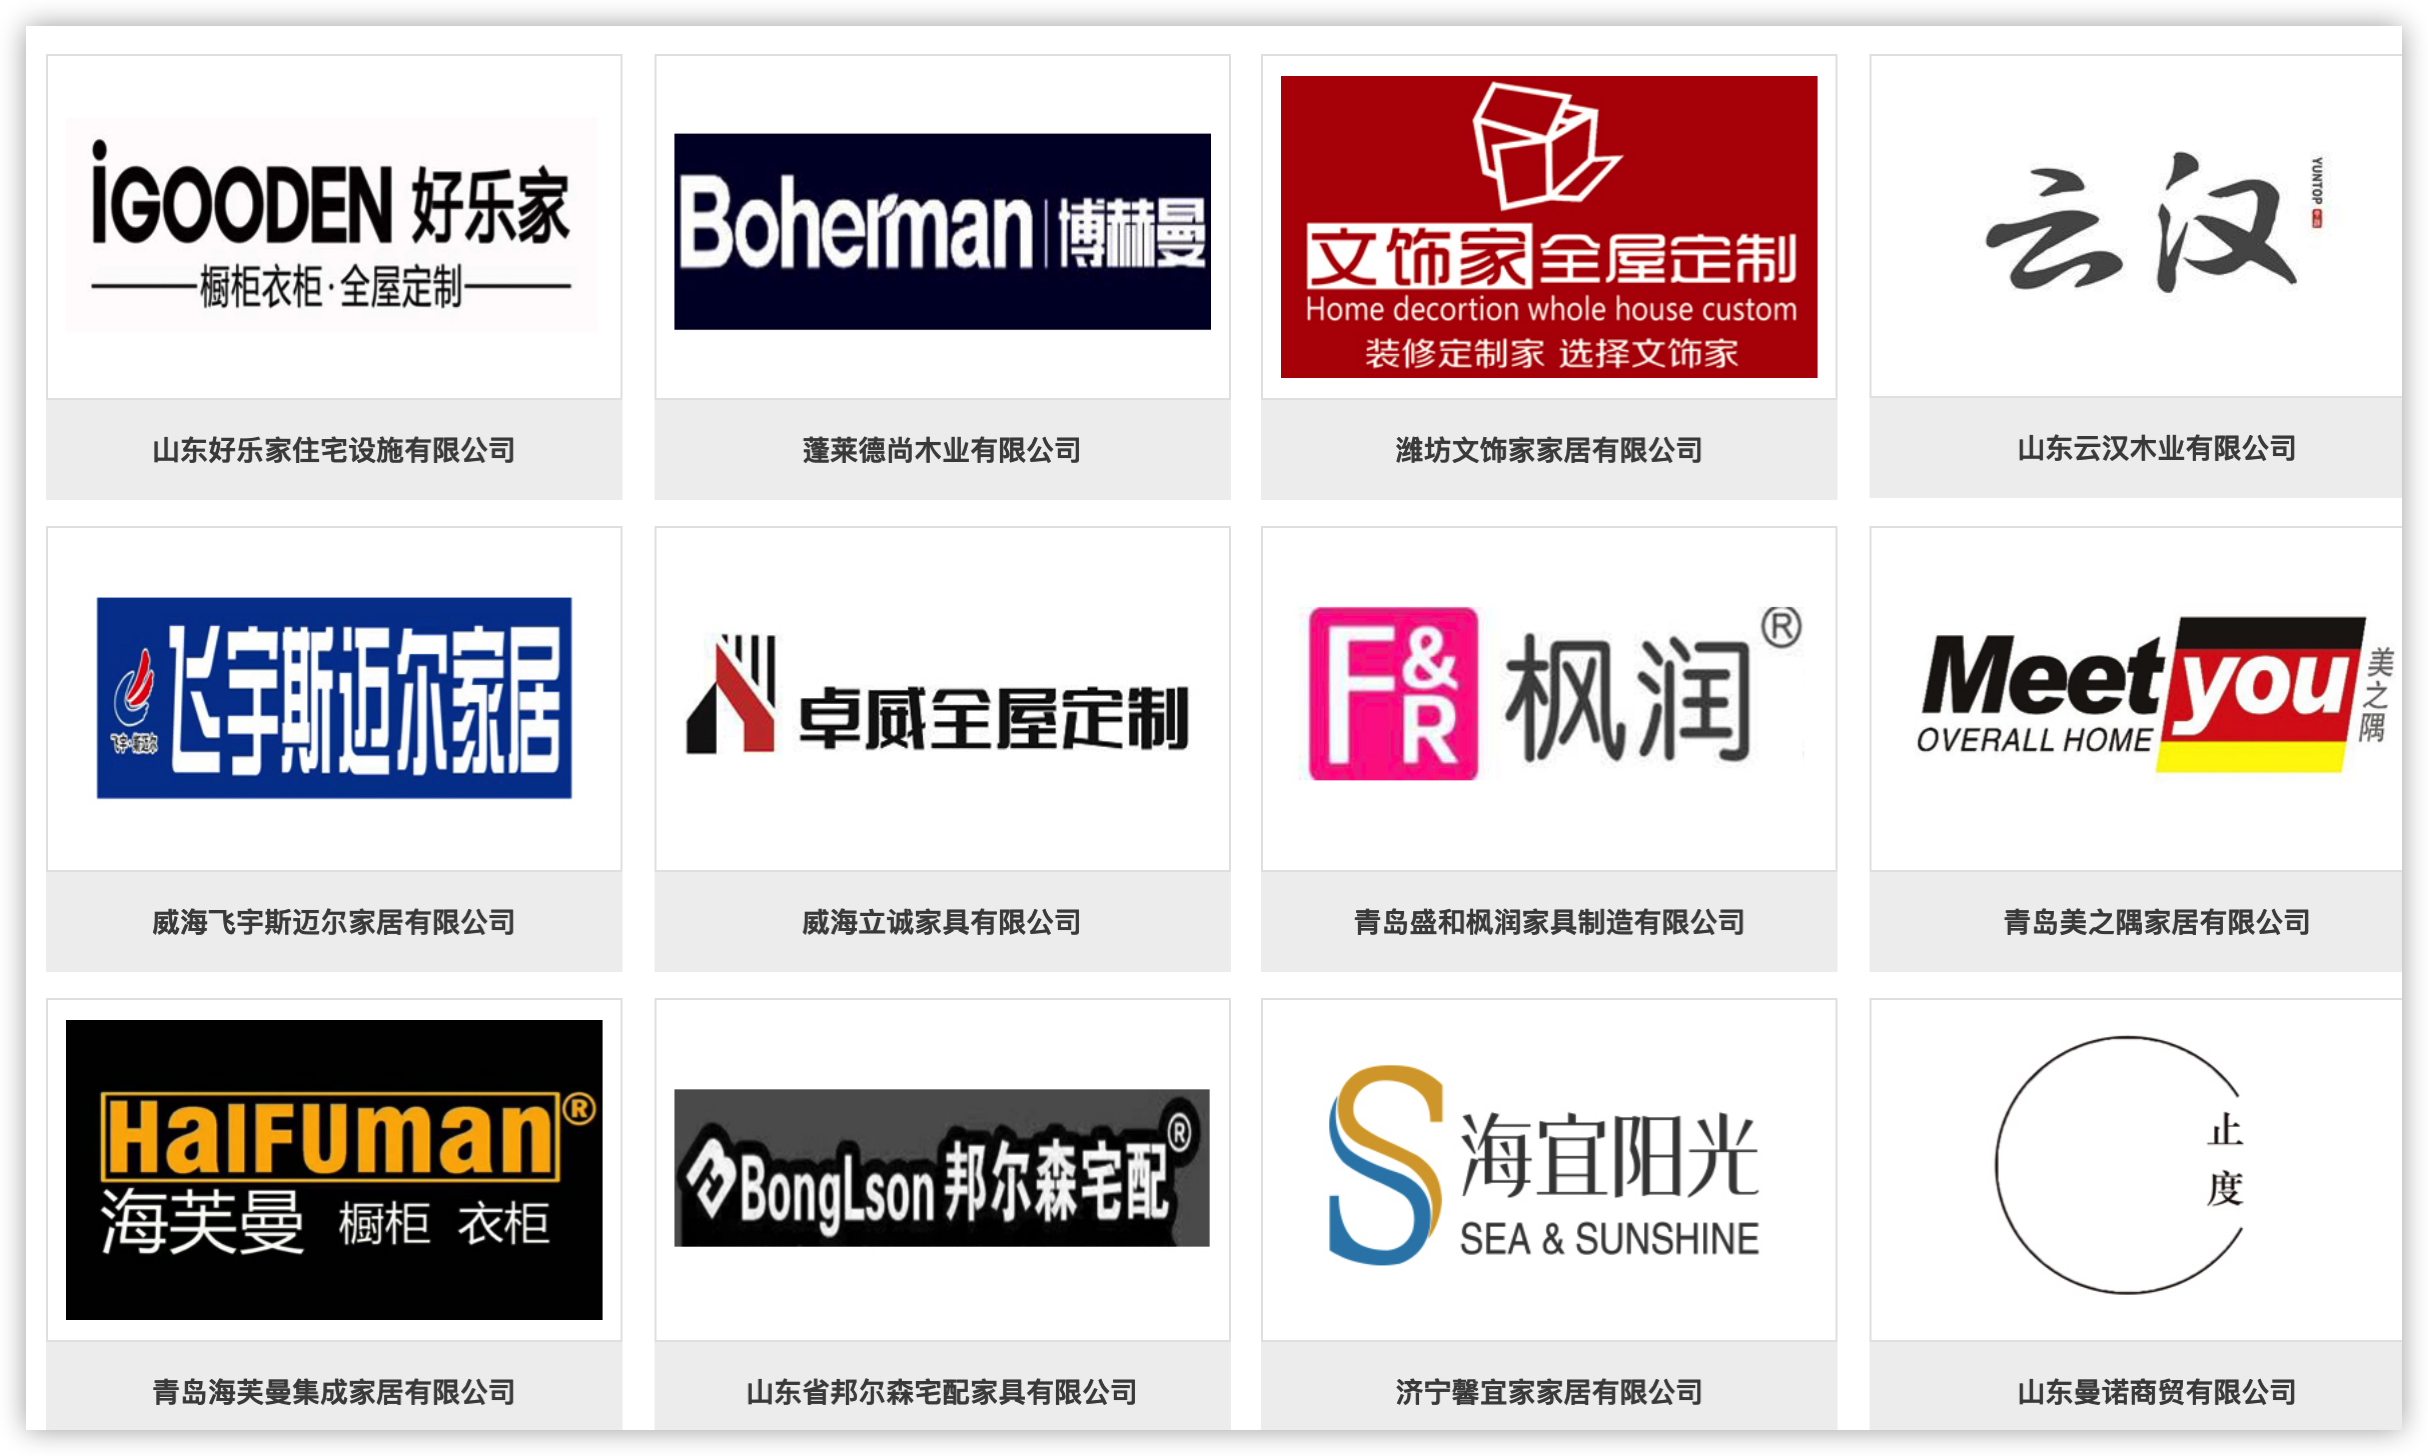 iGOODEN 好乐家
橱柜衣柜·全屋定制
Boherman 博赫曼
文饰家全屋定制
Home decortion whole house custom
装修定制家 选择文饰家
云汉
YUNTOP
山东好乐家住宅设施有限公司
蓬莱德尚木业有限公司
潍坊文饰家家居有限公司
山东云汉木业有限公司
飞宇斯迈尔家居
飞宇·斯迈尔
卓威全屋定制
F&R 枫润®
Meet you
OVERALL HOME
美之隅
威海飞宇斯迈尔家居有限公司
威海立诚家具有限公司
青岛盛和枫润家具制造有限公司
青岛美之隅家居有限公司
HaIFUman®
海芙曼 橱柜 衣柜
BongLson 邦尔森宅配®
海宜阳光
SEA & SUNSHINE
止度
青岛海芙曼集成家居有限公司
山东省邦尔森宅配家具有限公司
济宁馨宜家家居有限公司
山东曼诺商贸有限公司